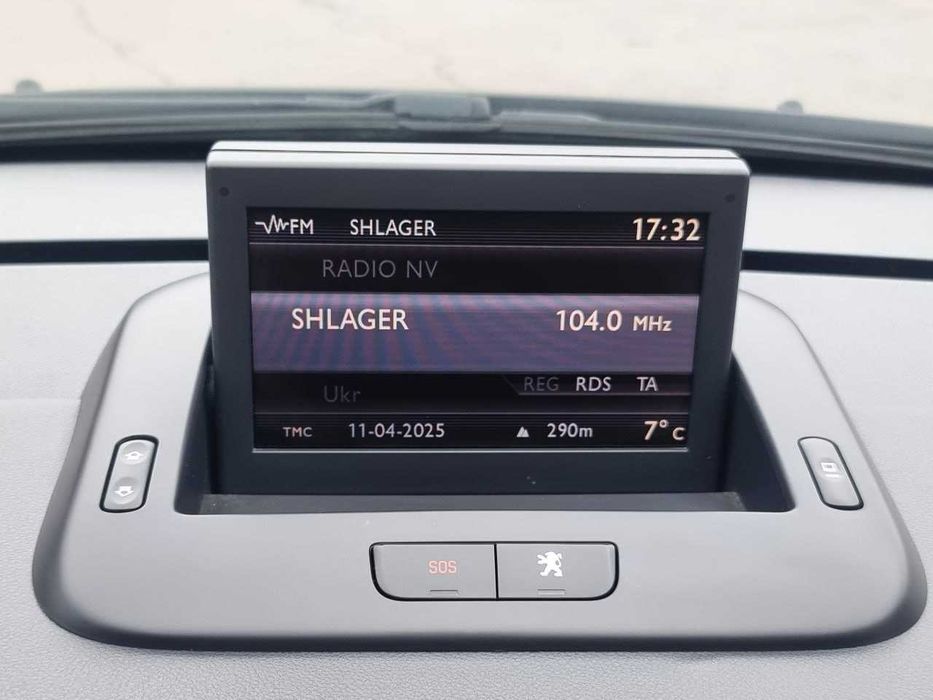 FM SHLAGER 17:32
RADIO NV
SHLAGER 104.0 MHz
Ukr REG RDS TA
TMC 11-04-2025 290m 7° C
SOS